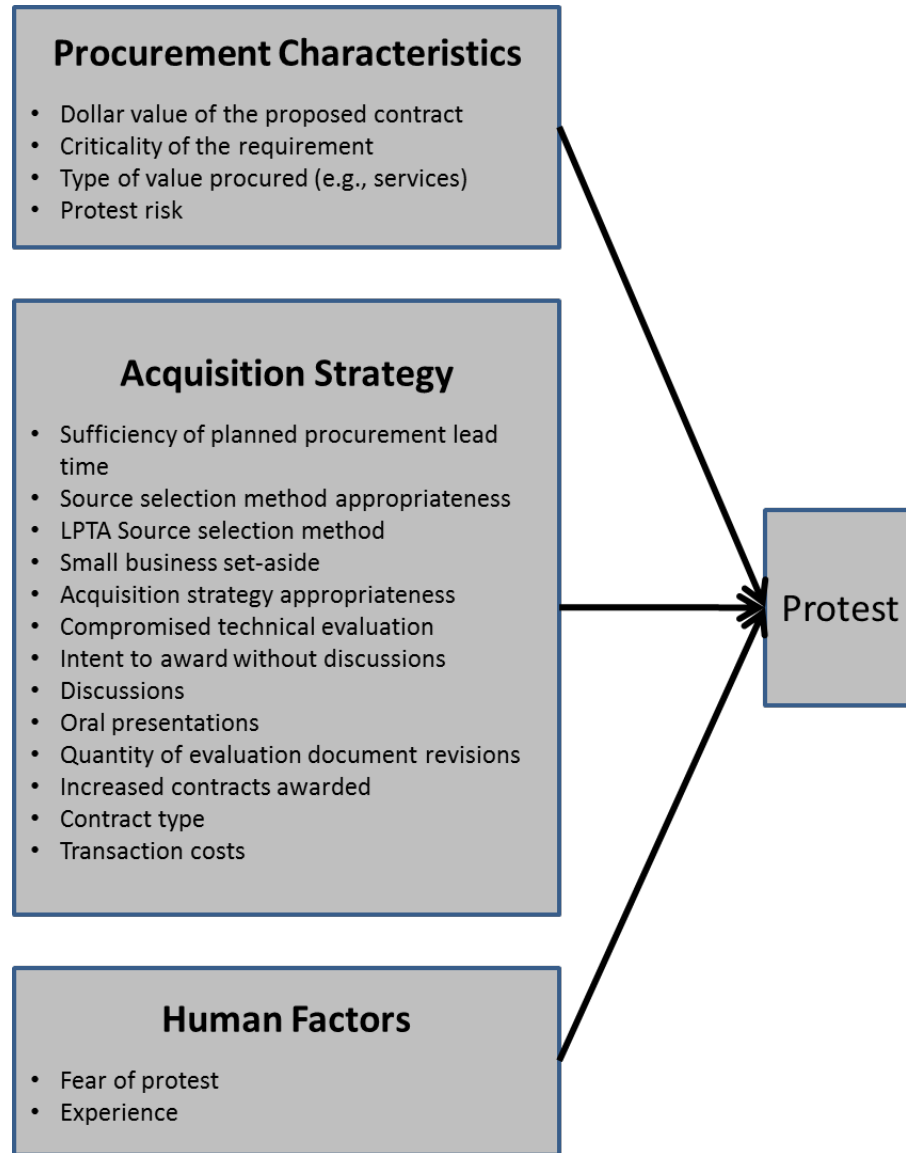 Procurement Characteristics
• Dollar value of the proposed contract
• Criticality of the requirement
• Type of value procured (e.g., services)
• Protest risk
Acquisition Strategy
• Sufficiency of planned procurement lead
time
• Source selection method appropriateness
• LPTA Source selection method
• Small business set-aside
• Acquisition strategy appropriateness
• Compromised technical evaluation
• Intent to award without discussions
• Discussions
• Oral presentations
• Quantity of evaluation document revisions
• Increased contracts awarded
• Contract type
• Transaction costs
Protest
Human Factors
• Fear of protest
• Experience